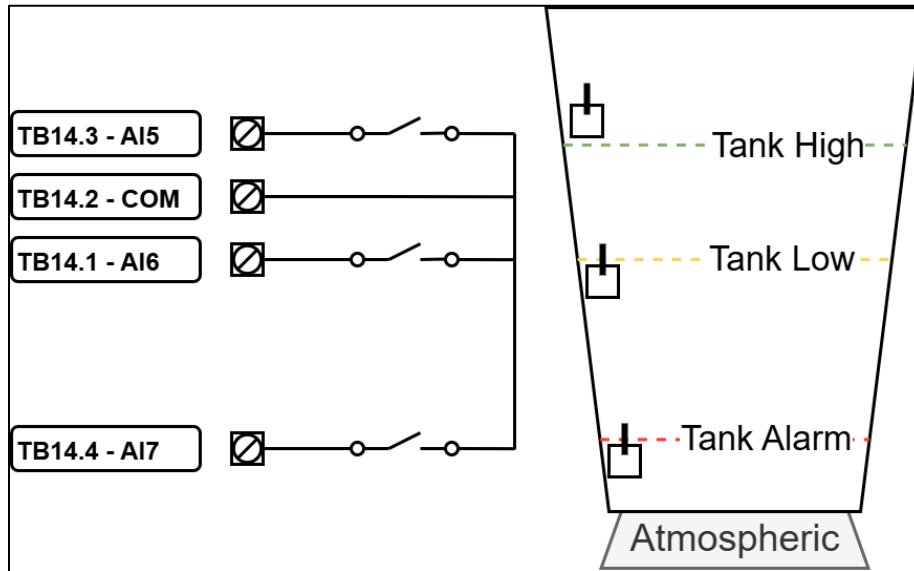 TB14.3 - AI5
TB14.2 - COM
TB14.1 - AI6
TB14.4 - AI7
Tank High
Tank Low
Tank Alarm
Atmospheric